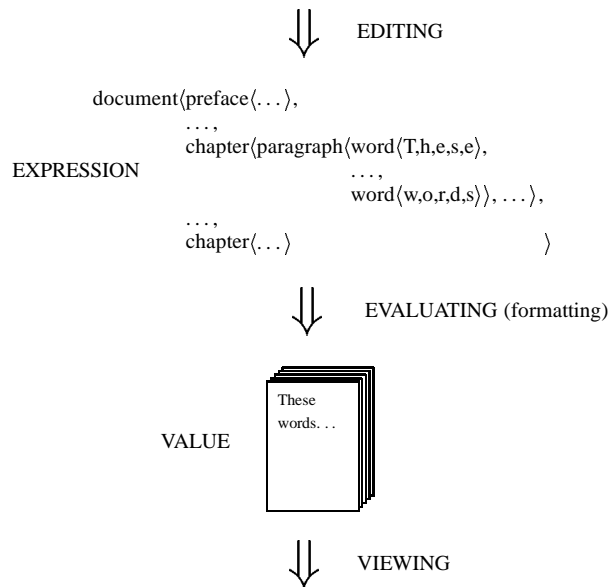 EDITING
document⟨preface⟨. . .⟩,
. . . ,
chapter⟨paragraph⟨word⟨T,h,e,s,e⟩,
EXPRESSION
. . . ,
word⟨w,o,r,d,s⟩⟩, . . .⟩,
. . . ,
chapter⟨. . .⟩ ⟩
EVALUATING (formatting)
These
words. . .
VALUE
VIEWING